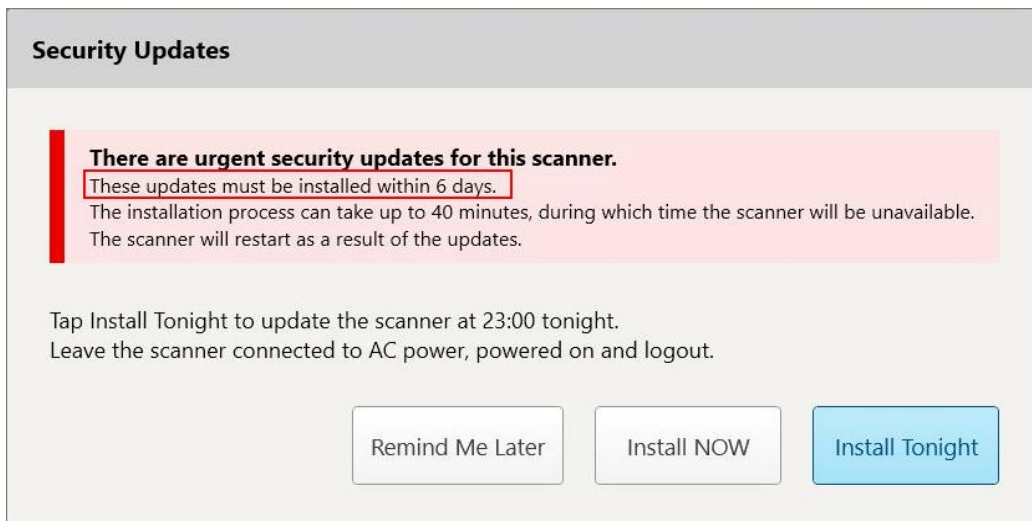 Security Updates
There are urgent security updates for this scanner.
These updates must be installed within 6 days.
The installation process can take up to 40 minutes, during which time the scanner will be unavailable.
The scanner will restart as a result of the updates.
Tap Install Tonight to update the scanner at 23:00 tonight.
Leave the scanner connected to AC power, powered on and logout.
Remind Me Later
Install NOW
Install Tonight